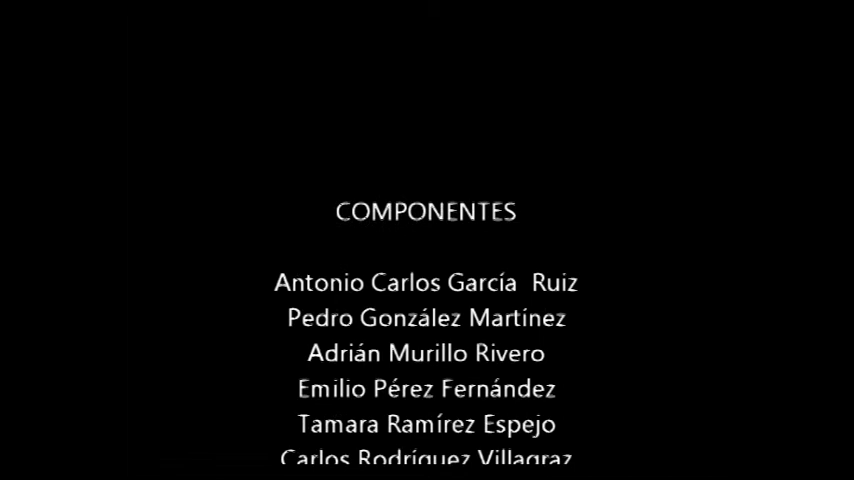 COMPONENTES
Antonio Carlos García Ruiz
Pedro González Martínez
Adrián Murillo Rivero
Emilio Pérez Fernández
Tamara Ramírez Espejo
Carlos Rodríguez Villagraz